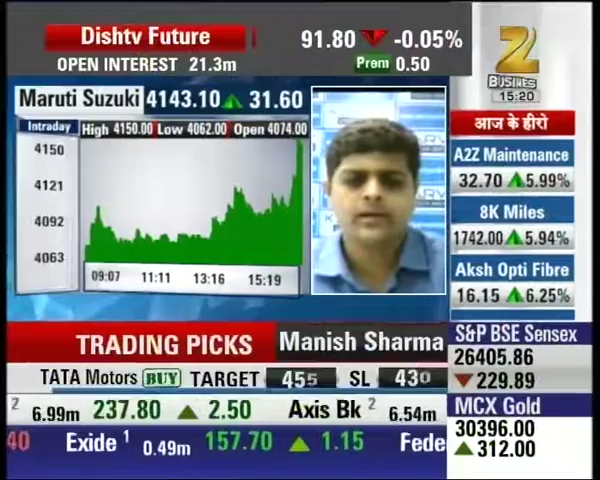 Dishtv Future
91.80 -0.05%
OPEN INTEREST 21.3m
Prem 0.50
Z
BUSINESS
15:20
Maruti Suzuki 4143.10 31.60
Intraday High 4150.00 Low 4062.00 Open 4074.00
4150
4121
4092
4063
09:07 11:11 13:16 15:19
आज के हीरो
A2Z Maintenance
32.70 5.99%
8K Miles
1742.00 5.94%
Aksh Opti Fibre
16.15 6.25%
TRADING PICKS
Manish Sharma
TATA Motors BUY TARGET 455 SL 430
S&P BSE Sensex
26405.86
229.89
2 6.99m 237.80 2.50 Axis Bk 2 6.54m
MCX Gold
30396.00
312.00
40 Exide 1 0.49m 157.70 1.15 Fede